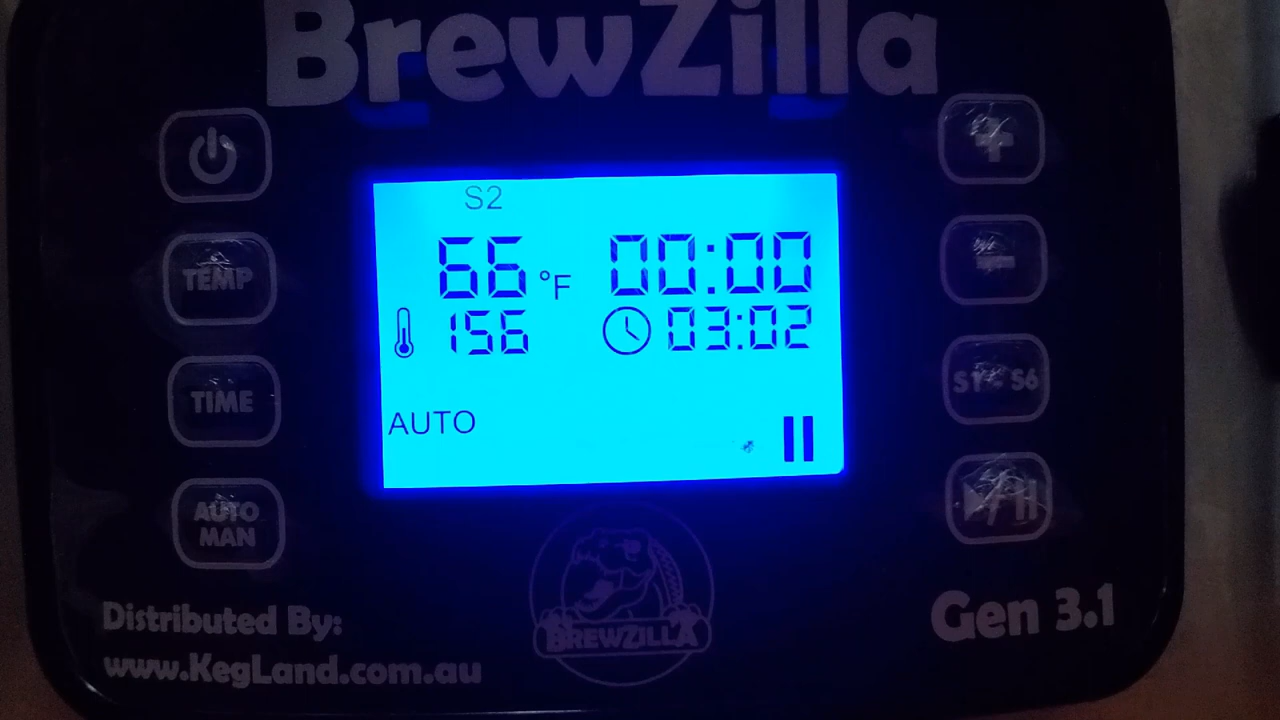 BrewZilla
S2
66 °F 00:00
156 03:02
AUTO
TEMP
TIME
AUTO
MAN
S1 - S6
BREWZILLA
Distributed By:
www.KegLand.com.au
Gen 3.1